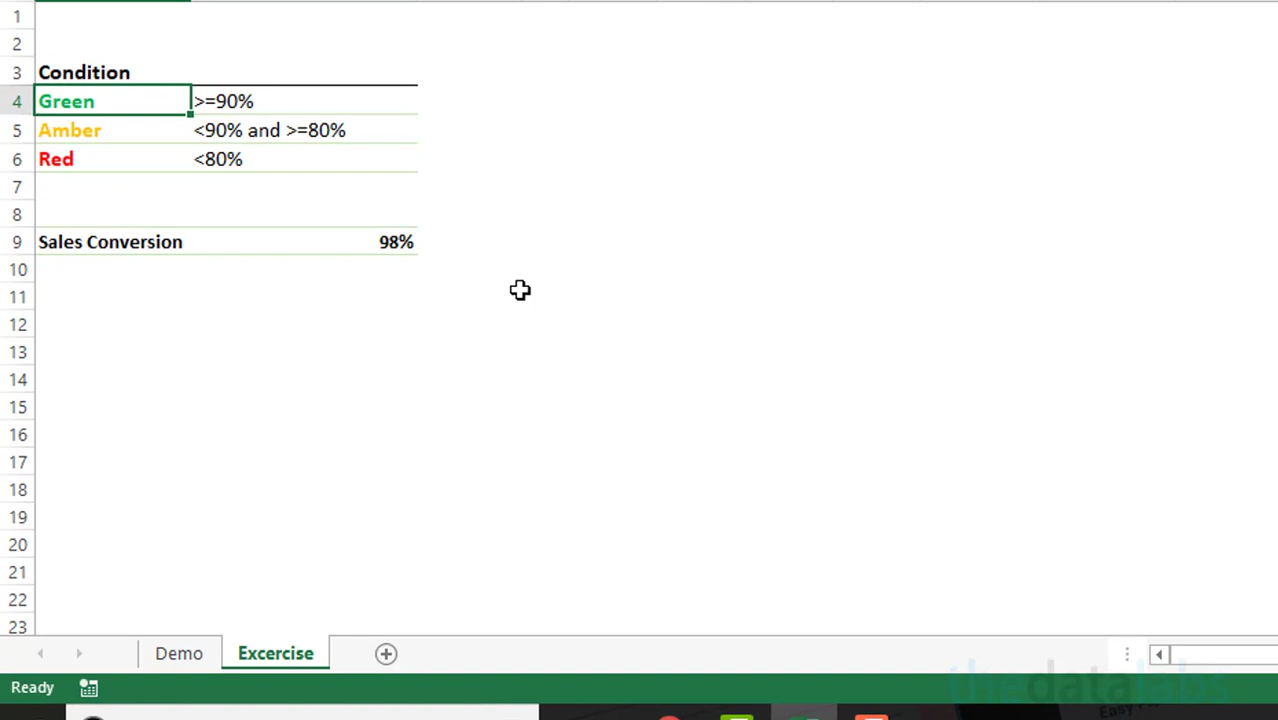 1
2
3 Condition
4 Green >=90%
5 Amber <90% and >=80%
6 Red <80%
7
8
9 Sales Conversion 98%
10
11
12
13
14
15
16
17
18
19
20
21
22
23
Demo Excercise
Ready
thedatalabs